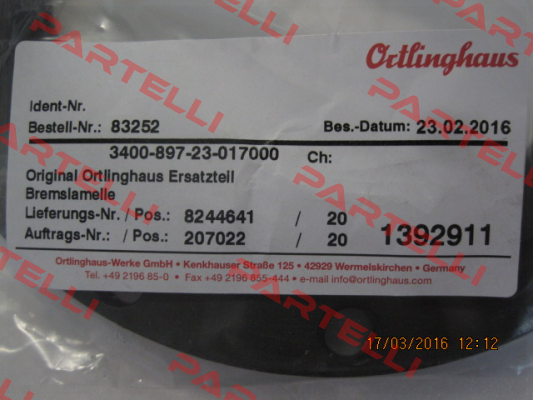 Ortlinghaus
Ident-Nr.
Bestell-Nr.: 83252 Bes.-Datum: 23.02.2016
3400-897-23-017000 Ch:
Original Ortlinghaus Ersatzteil
Bremslamelle
Lieferungs-Nr. / Pos.: 8244641 / 20
Auftrags-Nr.: / Pos.: 207022 / 20 1392911
Ortlinghaus-Werke GmbH • Kenkhauser Straße 125 • 42929 Wermelskirchen • Germany
Tel. +49 2196 85-0 • Fax +49 2196 855-444 • e-mail info@ortlinghaus.com
17/03/2016 12:12
PARTELLI
PARTELLI
PARTELLI
PARTELLI
PARTELLI
PARTELLI